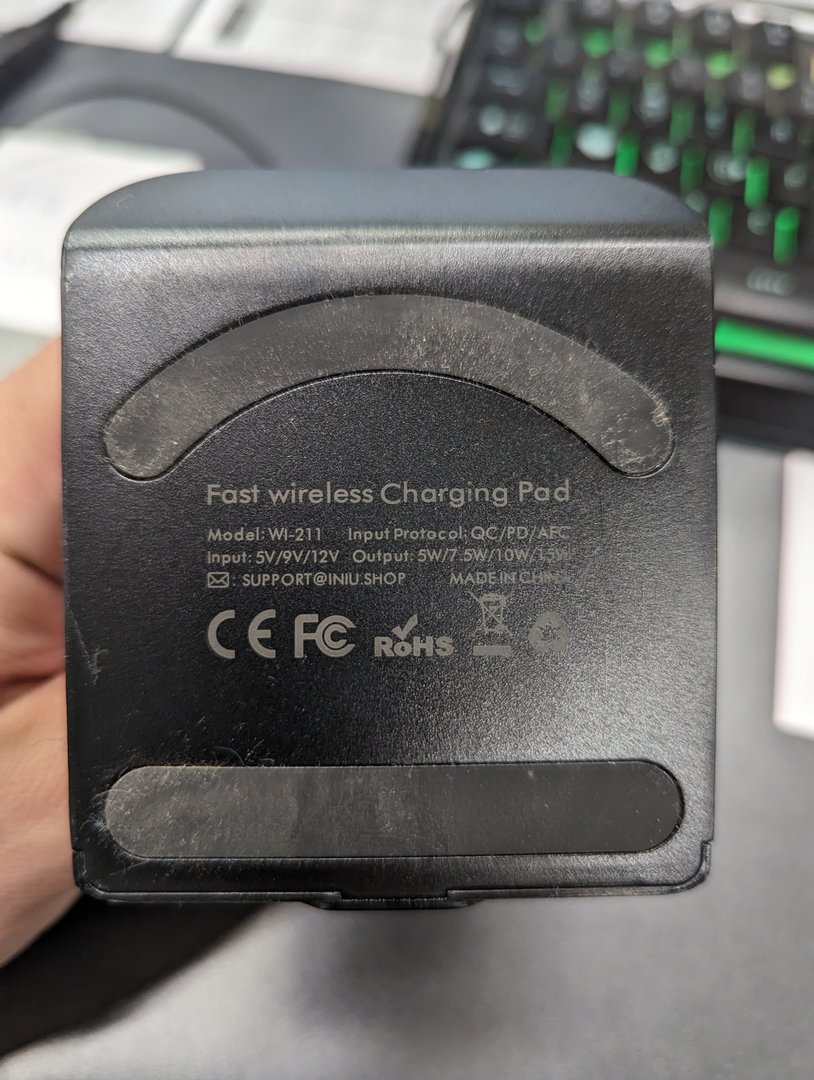 Fast wireless Charging Pad
Model: WI-211 Input Protocol: QC/PD/AFC
Input: 5V/9V/12V Output: 5W/7.5W/10W/15W
: SUPPORT@INIU.SHOP MADE IN CHINA
CE FC RoHS